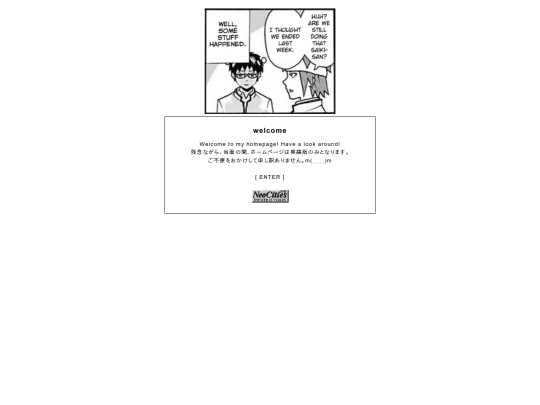 WELL,
SOME
STUFF
HAPPENED.
HUH?
ARE WE
STILL
DOING
THAT
SAIKI-
SAN?
I THOUGHT
WE ENDED
LAST
WEEK.
welcome
Welcome to my homepage! Have a look around!
残念ながら、当面の間、ホームページは英語版のみとなります。
ご不便をおかけして申し訳ありません。m(_ _)m
[ ENTER ]
NeoCities